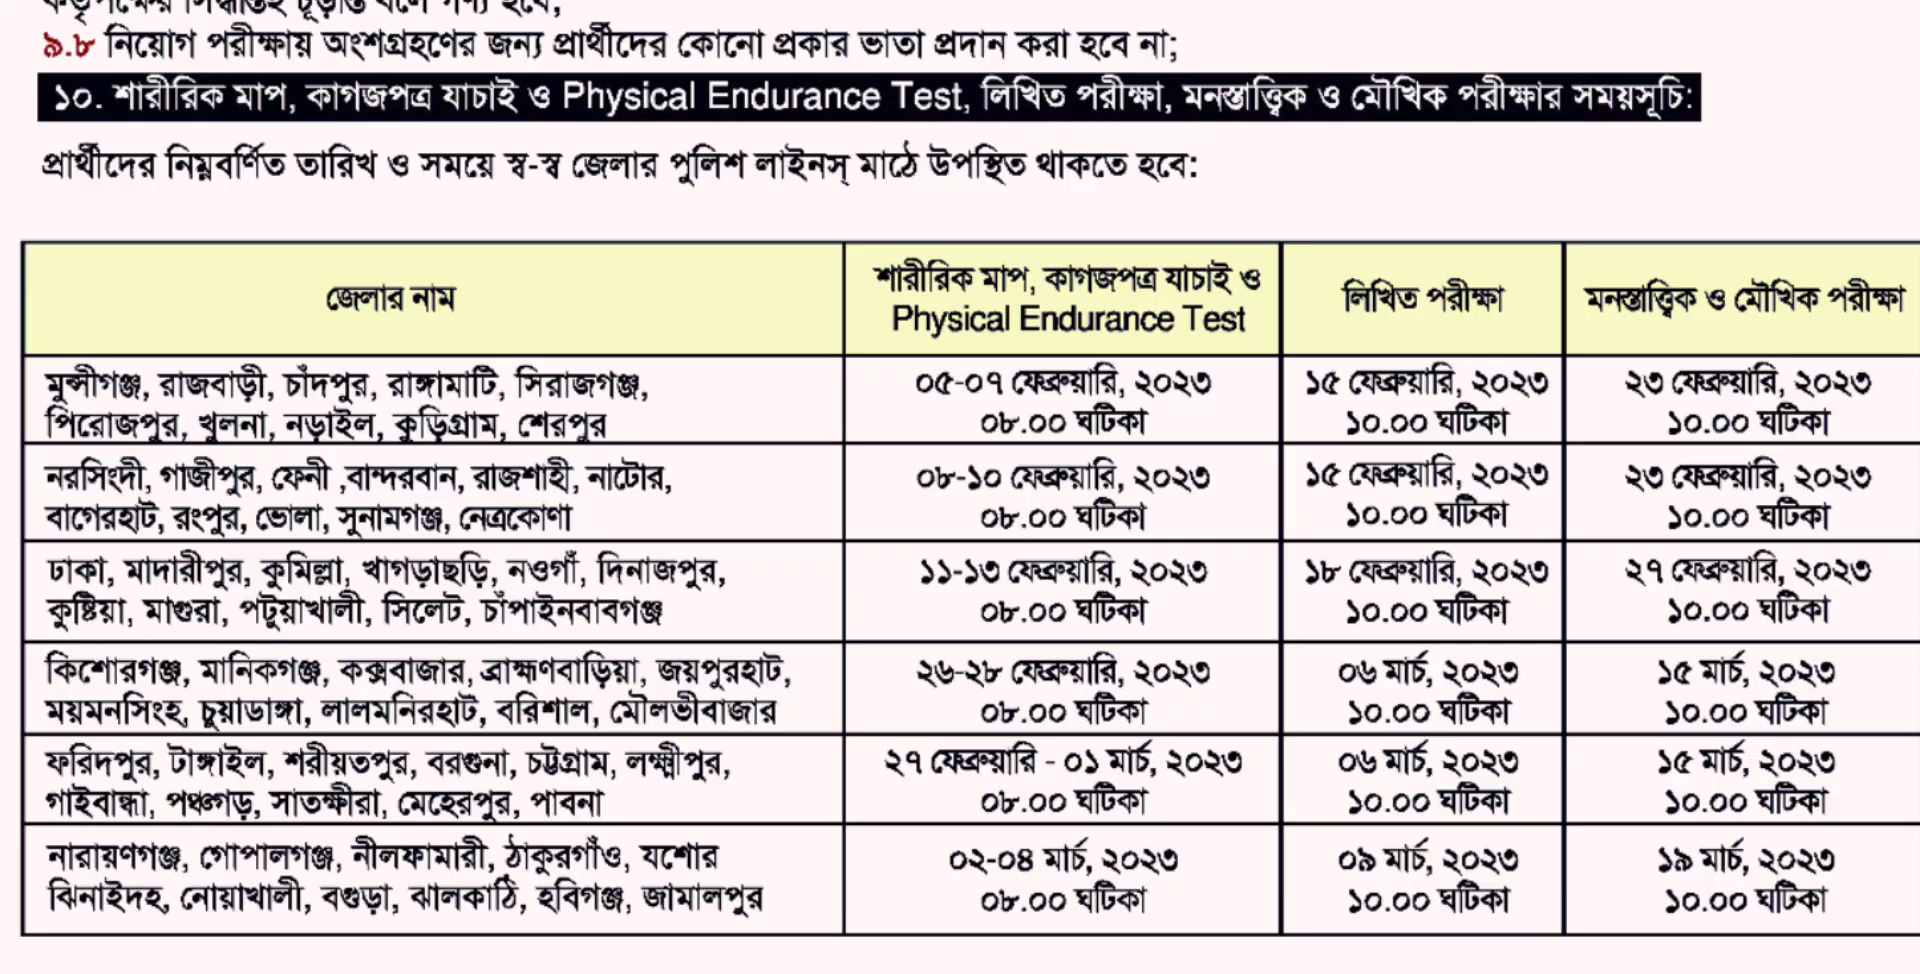 কর্তৃপক্ষের সিদ্ধান্তই চূড়ান্ত বলে গণ্য হবে;
৯.৮ নিয়োগ পরীক্ষায় অংশগ্রহণের জন্য প্রার্থীদের কোনো প্রকার ভাতা প্রদান করা হবে না;
১০. শারীরিক মাপ, কাগজপত্র যাচাই ও Physical Endurance Test, লিখিত পরীক্ষা, মনস্তাত্ত্বিক ও মৌখিক পরীক্ষার সময়সূচি:
প্রার্থীদের নিম্নবর্ণিত তারিখ ও সময়ে স্ব-স্ব জেলার পুলিশ লাইনস্ মাঠে উপস্থিত থাকতে হবে:
জেলার নাম
শারীরিক মাপ, কাগজপত্র যাচাই ও
Physical Endurance Test
লিখিত পরীক্ষা
মনস্তাত্ত্বিক ও মৌখিক পরীক্ষা
মুন্সীগঞ্জ, রাজবাড়ী, চাঁদপুর, রাঙ্গামাটি, সিরাজগঞ্জ,
পিরোজপুর, খুলনা, নড়াইল, কুড়িগ্রাম, শেরপুর
০৫-০৭ ফেব্রুয়ারি, ২০২৩
০৮.০০ ঘটিকা
১৫ ফেব্রুয়ারি, ২০২৩
১০.০০ ঘটিকা
২৩ ফেব্রুয়ারি, ২০২৩
১০.০০ ঘটিকা
নরসিংদী, গাজীপুর, ফেনী ,বান্দরবান, রাজশাহী, নাটোর,
বাগেরহাট, রংপুর, ভোলা, সুনামগঞ্জ, নেত্রকোণা
০৮-১০ ফেব্রুয়ারি, ২০২৩
০৮.০০ ঘটিকা
১৫ ফেব্রুয়ারি, ২০২৩
১০.০০ ঘটিকা
২৩ ফেব্রুয়ারি, ২০২৩
১০.০০ ঘটিকা
ঢাকা, মাদারীপুর, কুমিল্লা, খাগড়াছড়ি, নওগাঁ, দিনাজপুর,
কুষ্টিয়া, মাগুরা, পটুয়াখালী, সিলেট, চাঁপাইনবাবগঞ্জ
১১-১৩ ফেব্রুয়ারি, ২০২৩
০৮.০০ ঘটিকা
১৮ ফেব্রুয়ারি, ২০২৩
১০.০০ ঘটিকা
২৭ ফেব্রুয়ারি, ২০২৩
১০.০০ ঘটিকা
কিশোরগঞ্জ, মানিকগঞ্জ, কক্সবাজার, ব্রাহ্মণবাড়িয়া, জয়পুরহাট,
ময়মনসিংহ, চুয়াডাঙ্গা, লালমনিরহাট, বরিশাল, মৌলভীবাজার
২৬-২৮ ফেব্রুয়ারি, ২০২৩
০৮.০০ ঘটিকা
০৬ মার্চ, ২০২৩
১০.০০ ঘটিকা
১৫ মার্চ, ২০২৩
১০.০০ ঘটিকা
ফরিদপুর, টাঙ্গাইল, শরীয়তপুর, বরগুনা, চট্টগ্রাম, লক্ষ্মীপুর,
গাইবান্ধা, পঞ্চগড়, সাতক্ষীরা, মেহেরপুর, পাবনা
২৭ ফেব্রুয়ারি - ০১ মার্চ, ২০২৩
০৮.০০ ঘটিকা
০৬ মার্চ, ২০২৩
১০.০০ ঘটিকা
১৫ মার্চ, ২০২৩
১০.০০ ঘটিকা
নারায়ণগঞ্জ, গোপালগঞ্জ, নীলফামারী, ঠাকুরগাঁও, যশোর
ঝিনাইদহ, নোয়াখালী, বগুড়া, ঝালকাঠি, হবিগঞ্জ, জামালপুর
০২-০৪ মার্চ, ২০২৩
০৮.০০ ঘটিকা
০৯ মার্চ, ২০২৩
১০.০০ ঘটিকা
১৯ মার্চ, ২০২৩
১০.০০ ঘটিকা